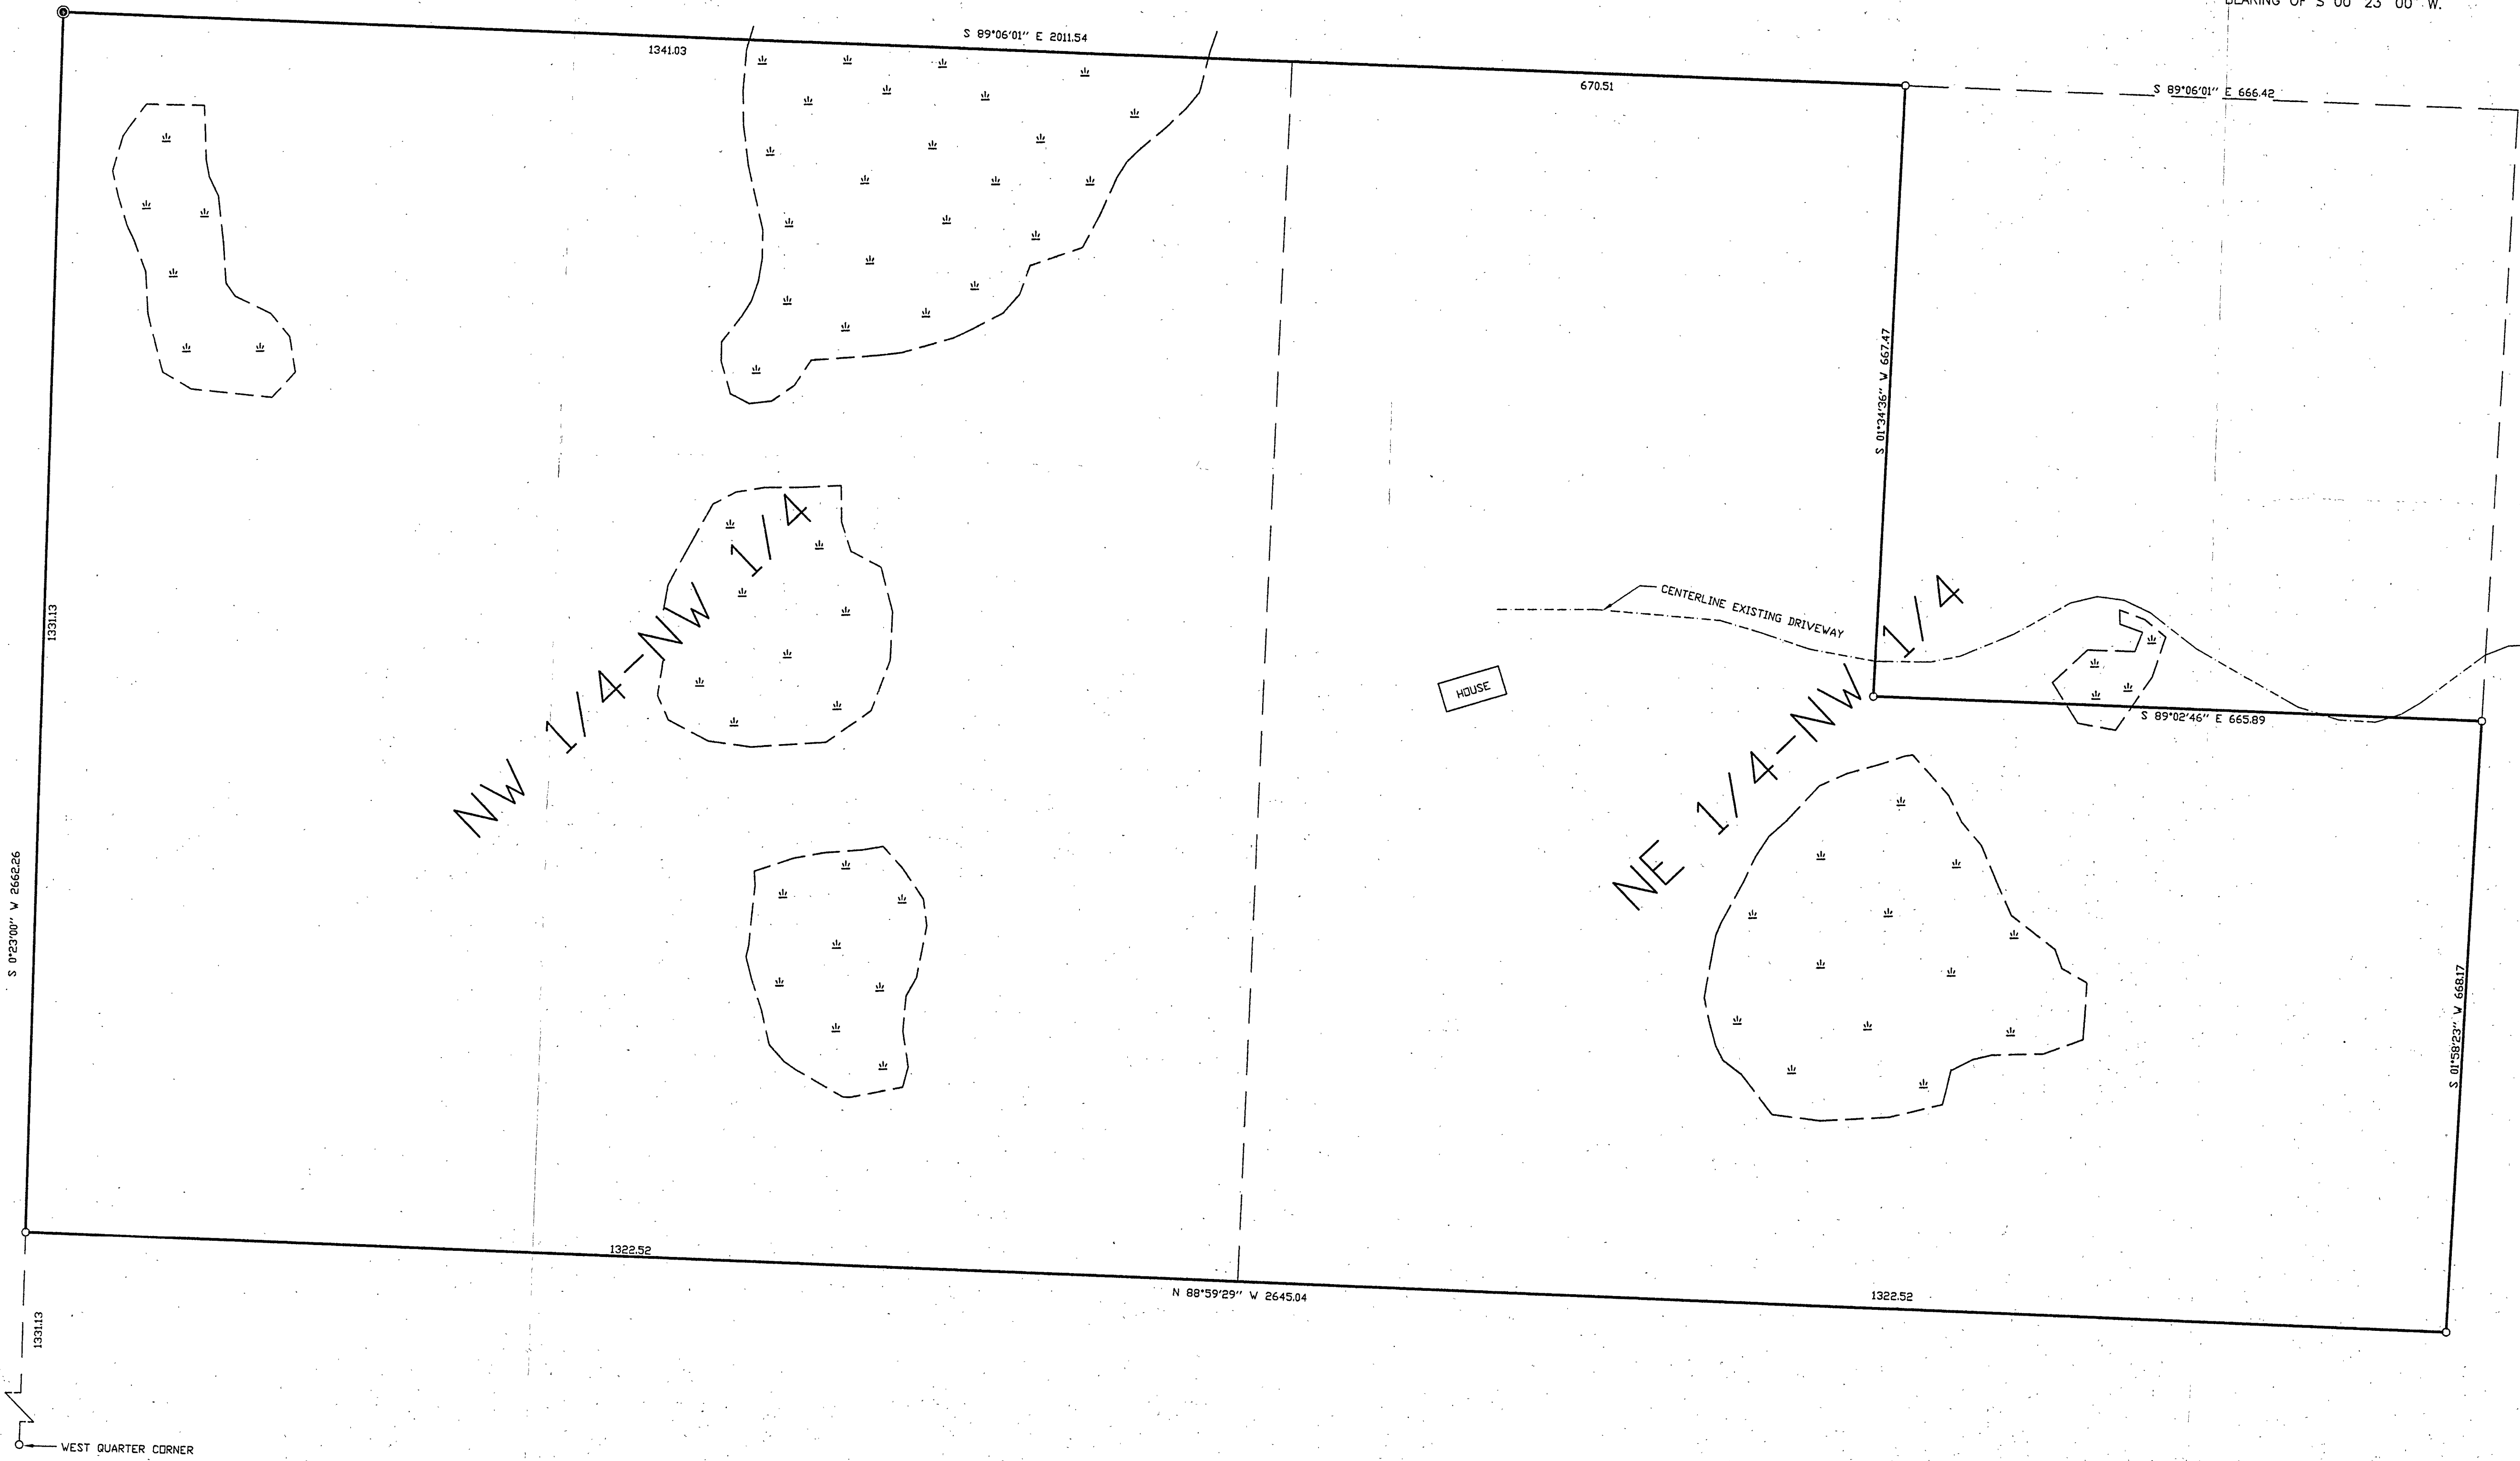 BEARING OF S 00° 23' 00" W.
S 89°06'01" E 2011.54
1341.03
670.51
S 89°06'01" E 666.42
S 01°34'36" W 667.47
CENTERLINE EXISTING DRIVEWAY
1331.13
NW 1/4-NW 1/4
HOUSE
NE 1/4-NW 1/4
S 89°02'46" E 665.89
S 0°23'00" W 2662.26
S 01°58'23" W 668.17
1322.52
N 88°59'29" W 2645.04
1322.52
1331.13
WEST QUARTER CORNER